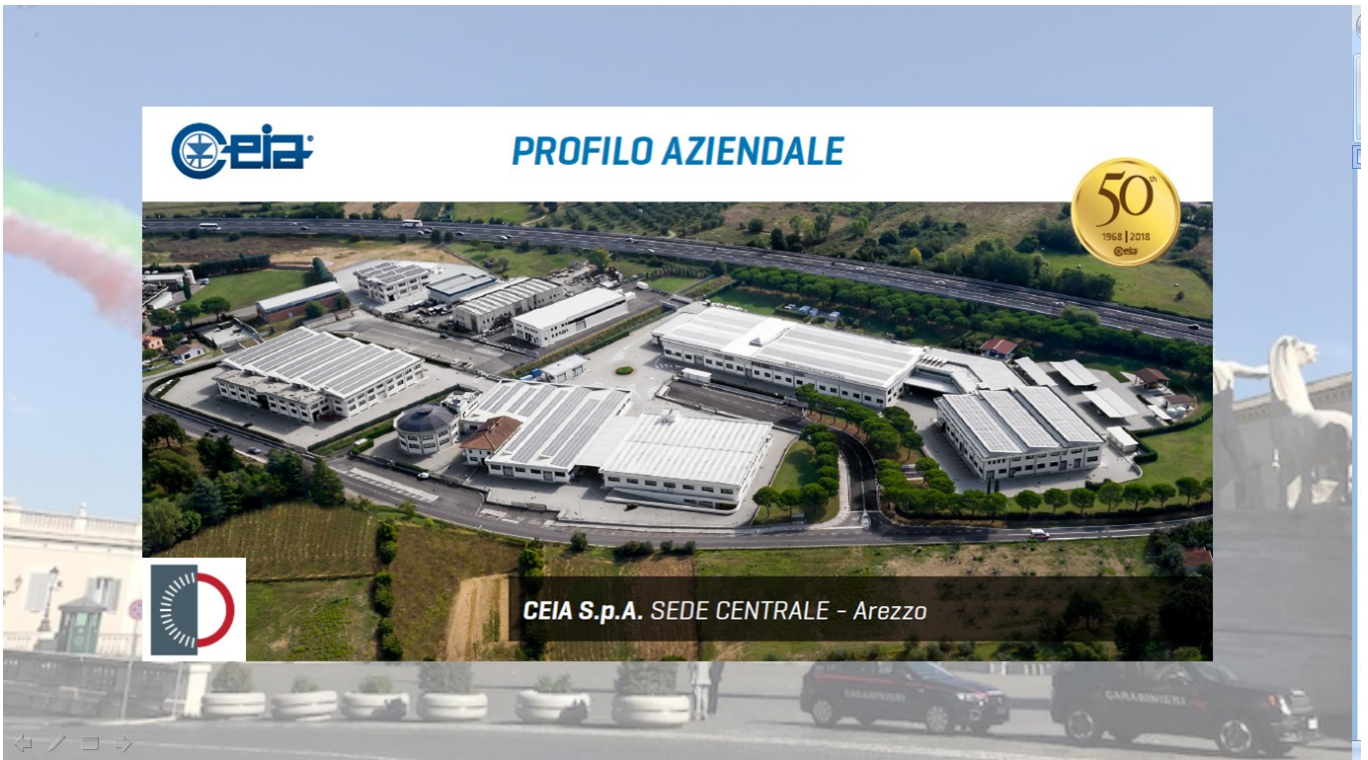 Ceia
PROFILO AZIENDALE
50th
1968 | 2018
Ceia
CEIA S.p.A. SEDE CENTRALE - Arezzo
CARABINIERI
CARABINIERI